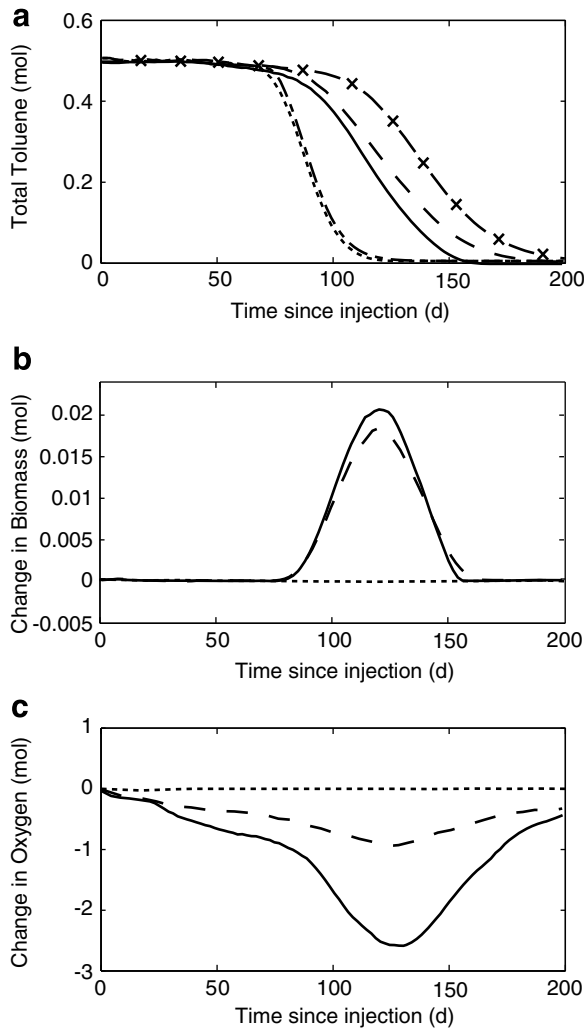 a
0.6
0.4
0.2
0
Total Toluene (mol)
0 50 100 150 200
Time since injection (d)
b
0.02
0.015
0.01
0.005
0
-0.005
Change in Biomass (mol)
0 50 100 150 200
Time since injection (d)
c
1
0
-1
-2
-3
Change in Oxygen (mol)
0 50 100 150 200
Time since injection (d)